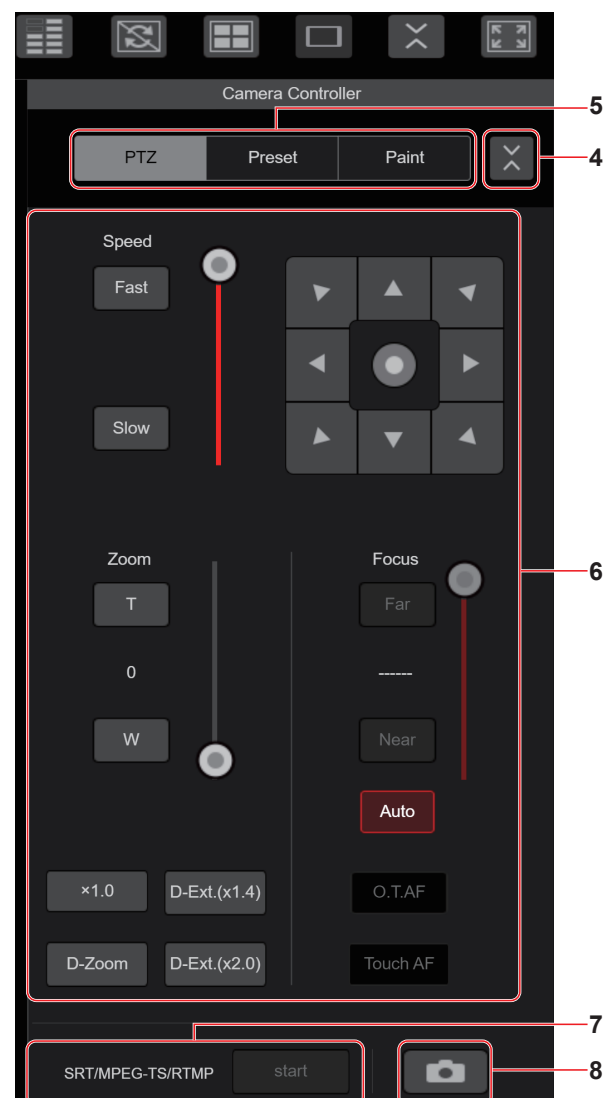 Camera Controller
5
PTZ Preset Paint
4
Speed
Fast
Slow
Zoom Focus
6
T Far
0 ------
W Near
Auto
×1.0 D-Ext.(x1.4) O.T.AF
D-Zoom D-Ext.(x2.0) Touch AF
7
SRT/MPEG-TS/RTMP start
8